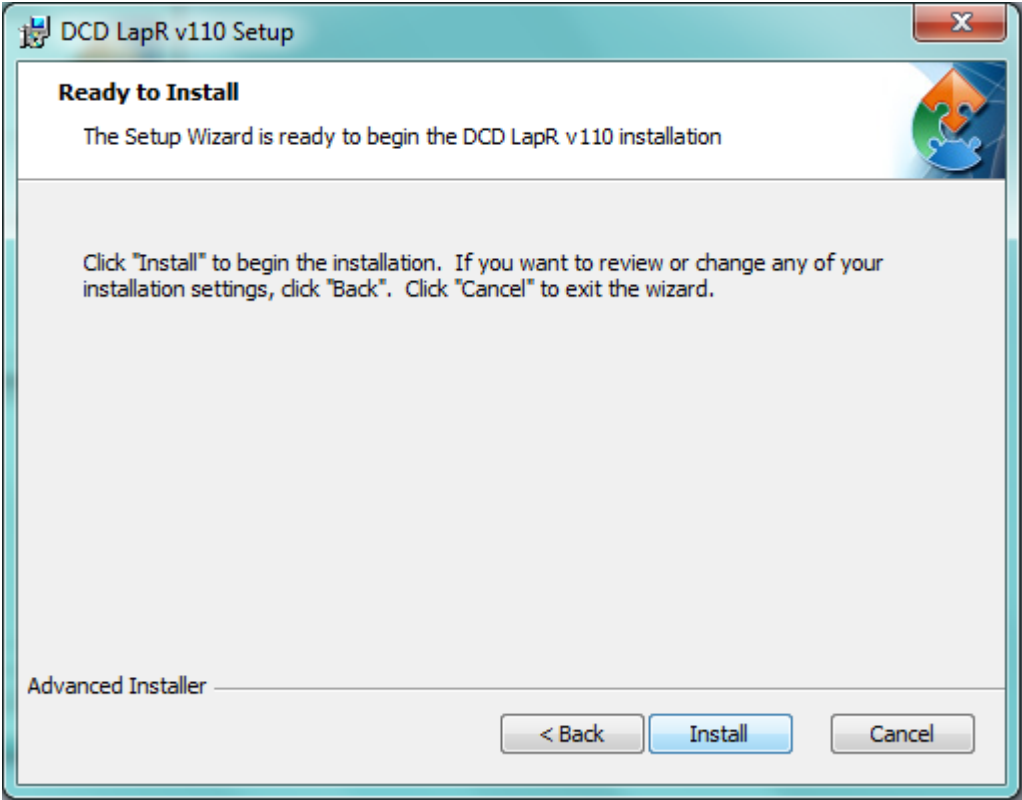 DCD LapR v110 Setup
Ready to Install
The Setup Wizard is ready to begin the DCD LapR v110 installation
Click "Install" to begin the installation.  If you want to review or change any of your
installation settings, click "Back".  Click "Cancel" to exit the wizard.
Advanced Installer
< Back
Install
Cancel